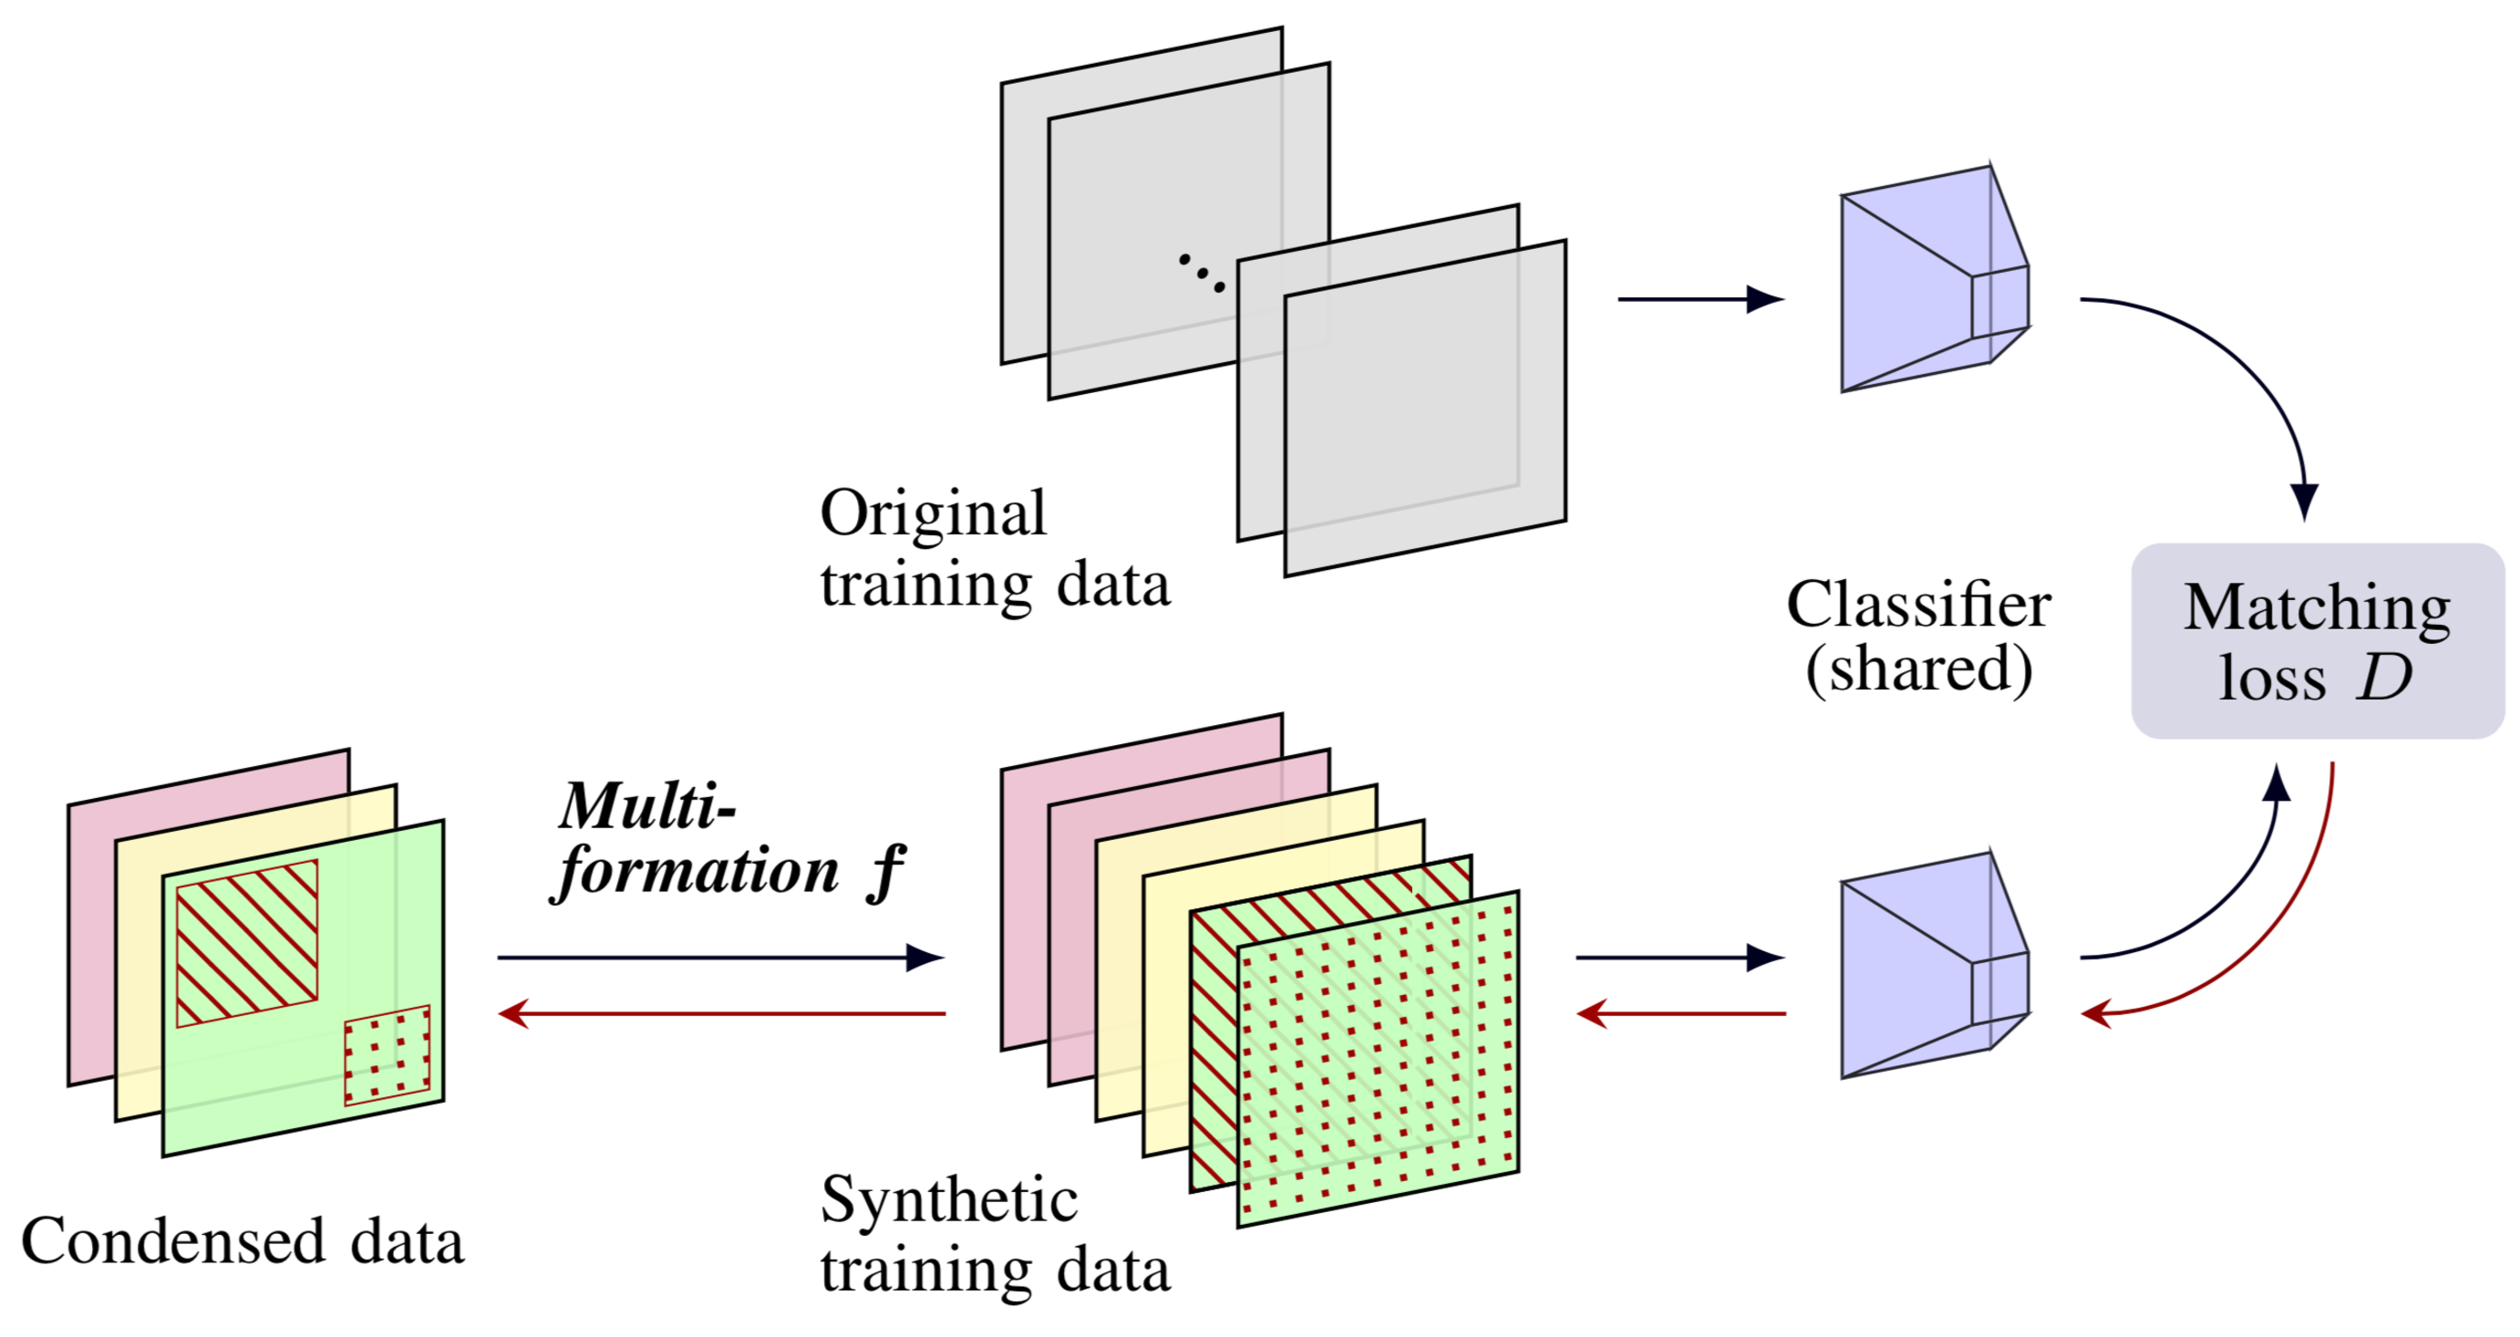 Original
training data
Classifier
(shared)
Matching
loss D
Multi-
formation f
Condensed data
Synthetic
training data